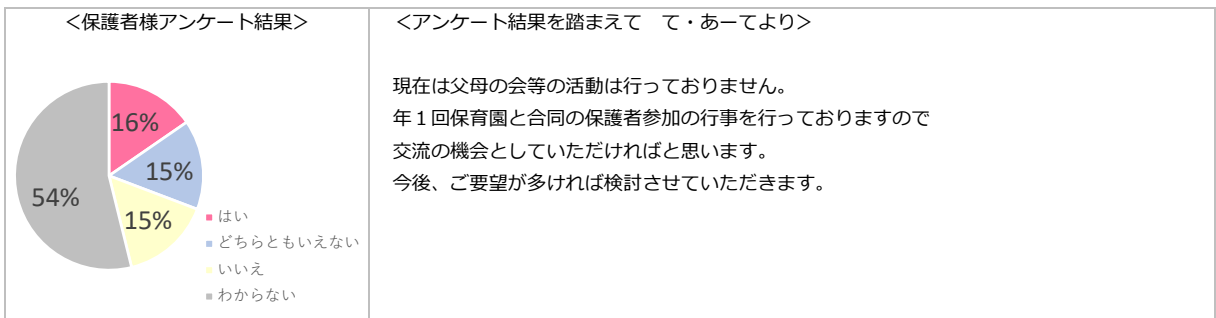 <保護者様アンケート結果>
16%
15%
15%
54%
はい
どちらともいえない
いいえ
わからない
<アンケート結果を踏まえて　て・あーてより>
現在は父母の会等の活動は行っておりません。
年１回保育園と合同の保護者参加の行事を行っておりますので
交流の機会としていただければと思います。
今後、ご要望が多ければ検討させていただきます。